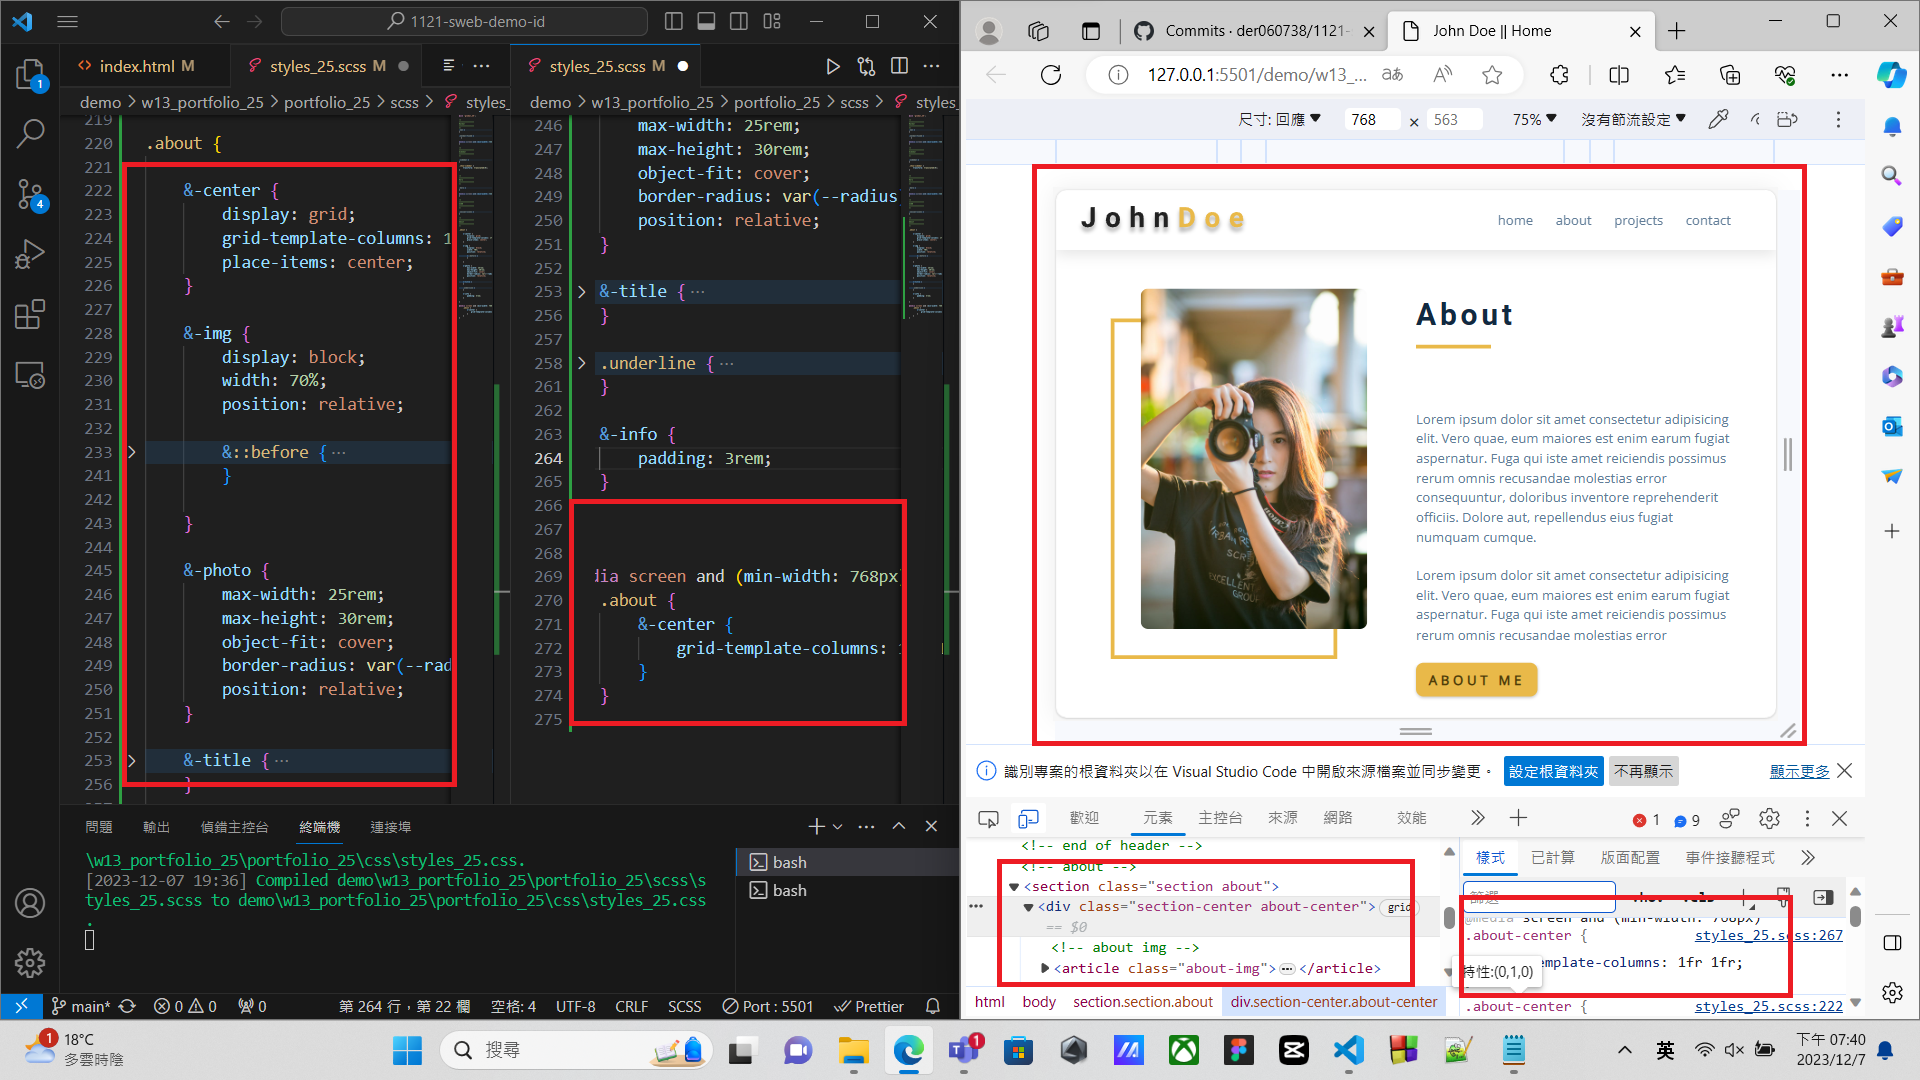 1121-sweb-demo-id
index.html M
styles_25.scss M
styles_25.scss M
demo > w13_portfolio_25 > portfolio_25 > scss > styles_
demo > w13_portfolio_25 > portfolio_25 > scss > styles_
219
220 .about {
221
222 &-center {
223 display: grid;
224 grid-template-columns: 1
225 place-items: center;
226 }
227
228 &-img {
229 display: block;
230 width: 70%;
231 position: relative;
232
233 &::before { ...
241 }
242
243 }
244
245 &-photo {
246 max-width: 25rem;
247 max-height: 30rem;
248 object-fit: cover;
249 border-radius: var(--rad
250 position: relative;
251 }
252
253 &-title { ...
256 }
246 max-width: 25rem;
247 max-height: 30rem;
248 object-fit: cover;
249 border-radius: var(--radius
250 position: relative;
251 }
252
253 &-title { ...
256 }
257
258 .underline { ...
261 }
262
263 &-info {
264 padding: 3rem;
265 }
266
267
268
269 dia screen and (min-width: 768px)
270 .about {
271 &-center {
272 grid-template-columns: 1
273 }
274 }
275
問題 輸出 偵錯主控台 終端機 連接埠
\w13_portfolio_25\portfolio_25\css\styles_25.css.
[2023-12-07 19:36] Compiled demo\w13_portfolio_25\portfolio_25\scss\s
tyles_25.scss to demo\w13_portfolio_25\portfolio_25\css\styles_25.css
.
bash
bash
1
4
main* 0 0 0 第 264 行，第 22 欄 空格: 4 UTF-8 CRLF SCSS Port : 5501 Prettier
Commits · der060738/1121-
John Doe || Home
127.0.0.1:5501/demo/w13_...
尺寸: 回應 768 × 563 75% 沒有節流設定
JohnDoe
home about projects contact
About
Lorem ipsum dolor sit amet consectetur adipisicing
elit. Vero quae, eum maiores est enim earum fugiat
aspernatur. Fuga qui iste amet reiciendis possimus
rerum omnis recusandae molestias error
consequuntur, doloribus inventore reprehenderit
officiis. Dolore aut, repellendus eius fugiat
numquam cumque.
Lorem ipsum dolor sit amet consectetur adipisicing
elit. Vero quae, eum maiores est enim earum fugiat
aspernatur. Fuga qui iste amet reiciendis possimus
rerum omnis recusandae molestias error
ABOUT ME
識別專案的根資料夾以在 Visual Studio Code 中開啟來源檔案並同步變更。 設定根資料夾 不再顯示 顯示更多
歡迎 元素 主控台 來源 網路 效能 1 9
<!-- end of header -->
<!-- about -->
<section class="section about">
<div class="section-center about-center"> grid
== $0
<!-- about img -->
<article class="about-img"> ... </article>
html body section.section.about div.section-center.about-center
樣式 已計算 版面配置 事件接聽程式
篩選
@media screen and (min-width: 768px)
.about-center { styles_25.scss:267
template-columns: 1fr 1fr;
特性:(0,1,0)
.about-center { styles_25.scss:222
18°C
多雲時陰
1
搜尋
1
英
下午 07:40
2023/12/7